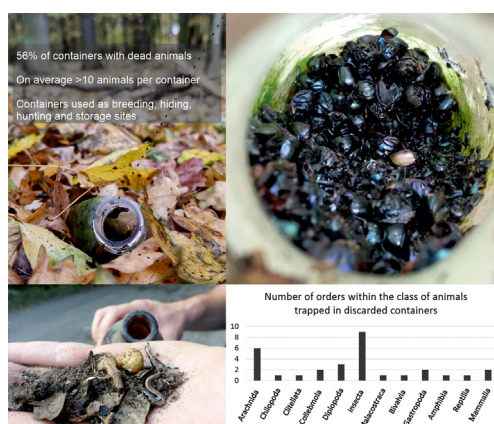 56% of containers with dead animals
On average >10 animals per container
Containers used as breeding, hiding,
hunting and storage sites
Number of orders within the class of animals
trapped in discarded containers
10
8
6
4
2
0
Arachnida
Chilopoda
Clitellata
Collembola
Diplopoda
Insecta
Malacostraca
Bivalvia
Gastropoda
Amphibia
Reptilia
Mammalia